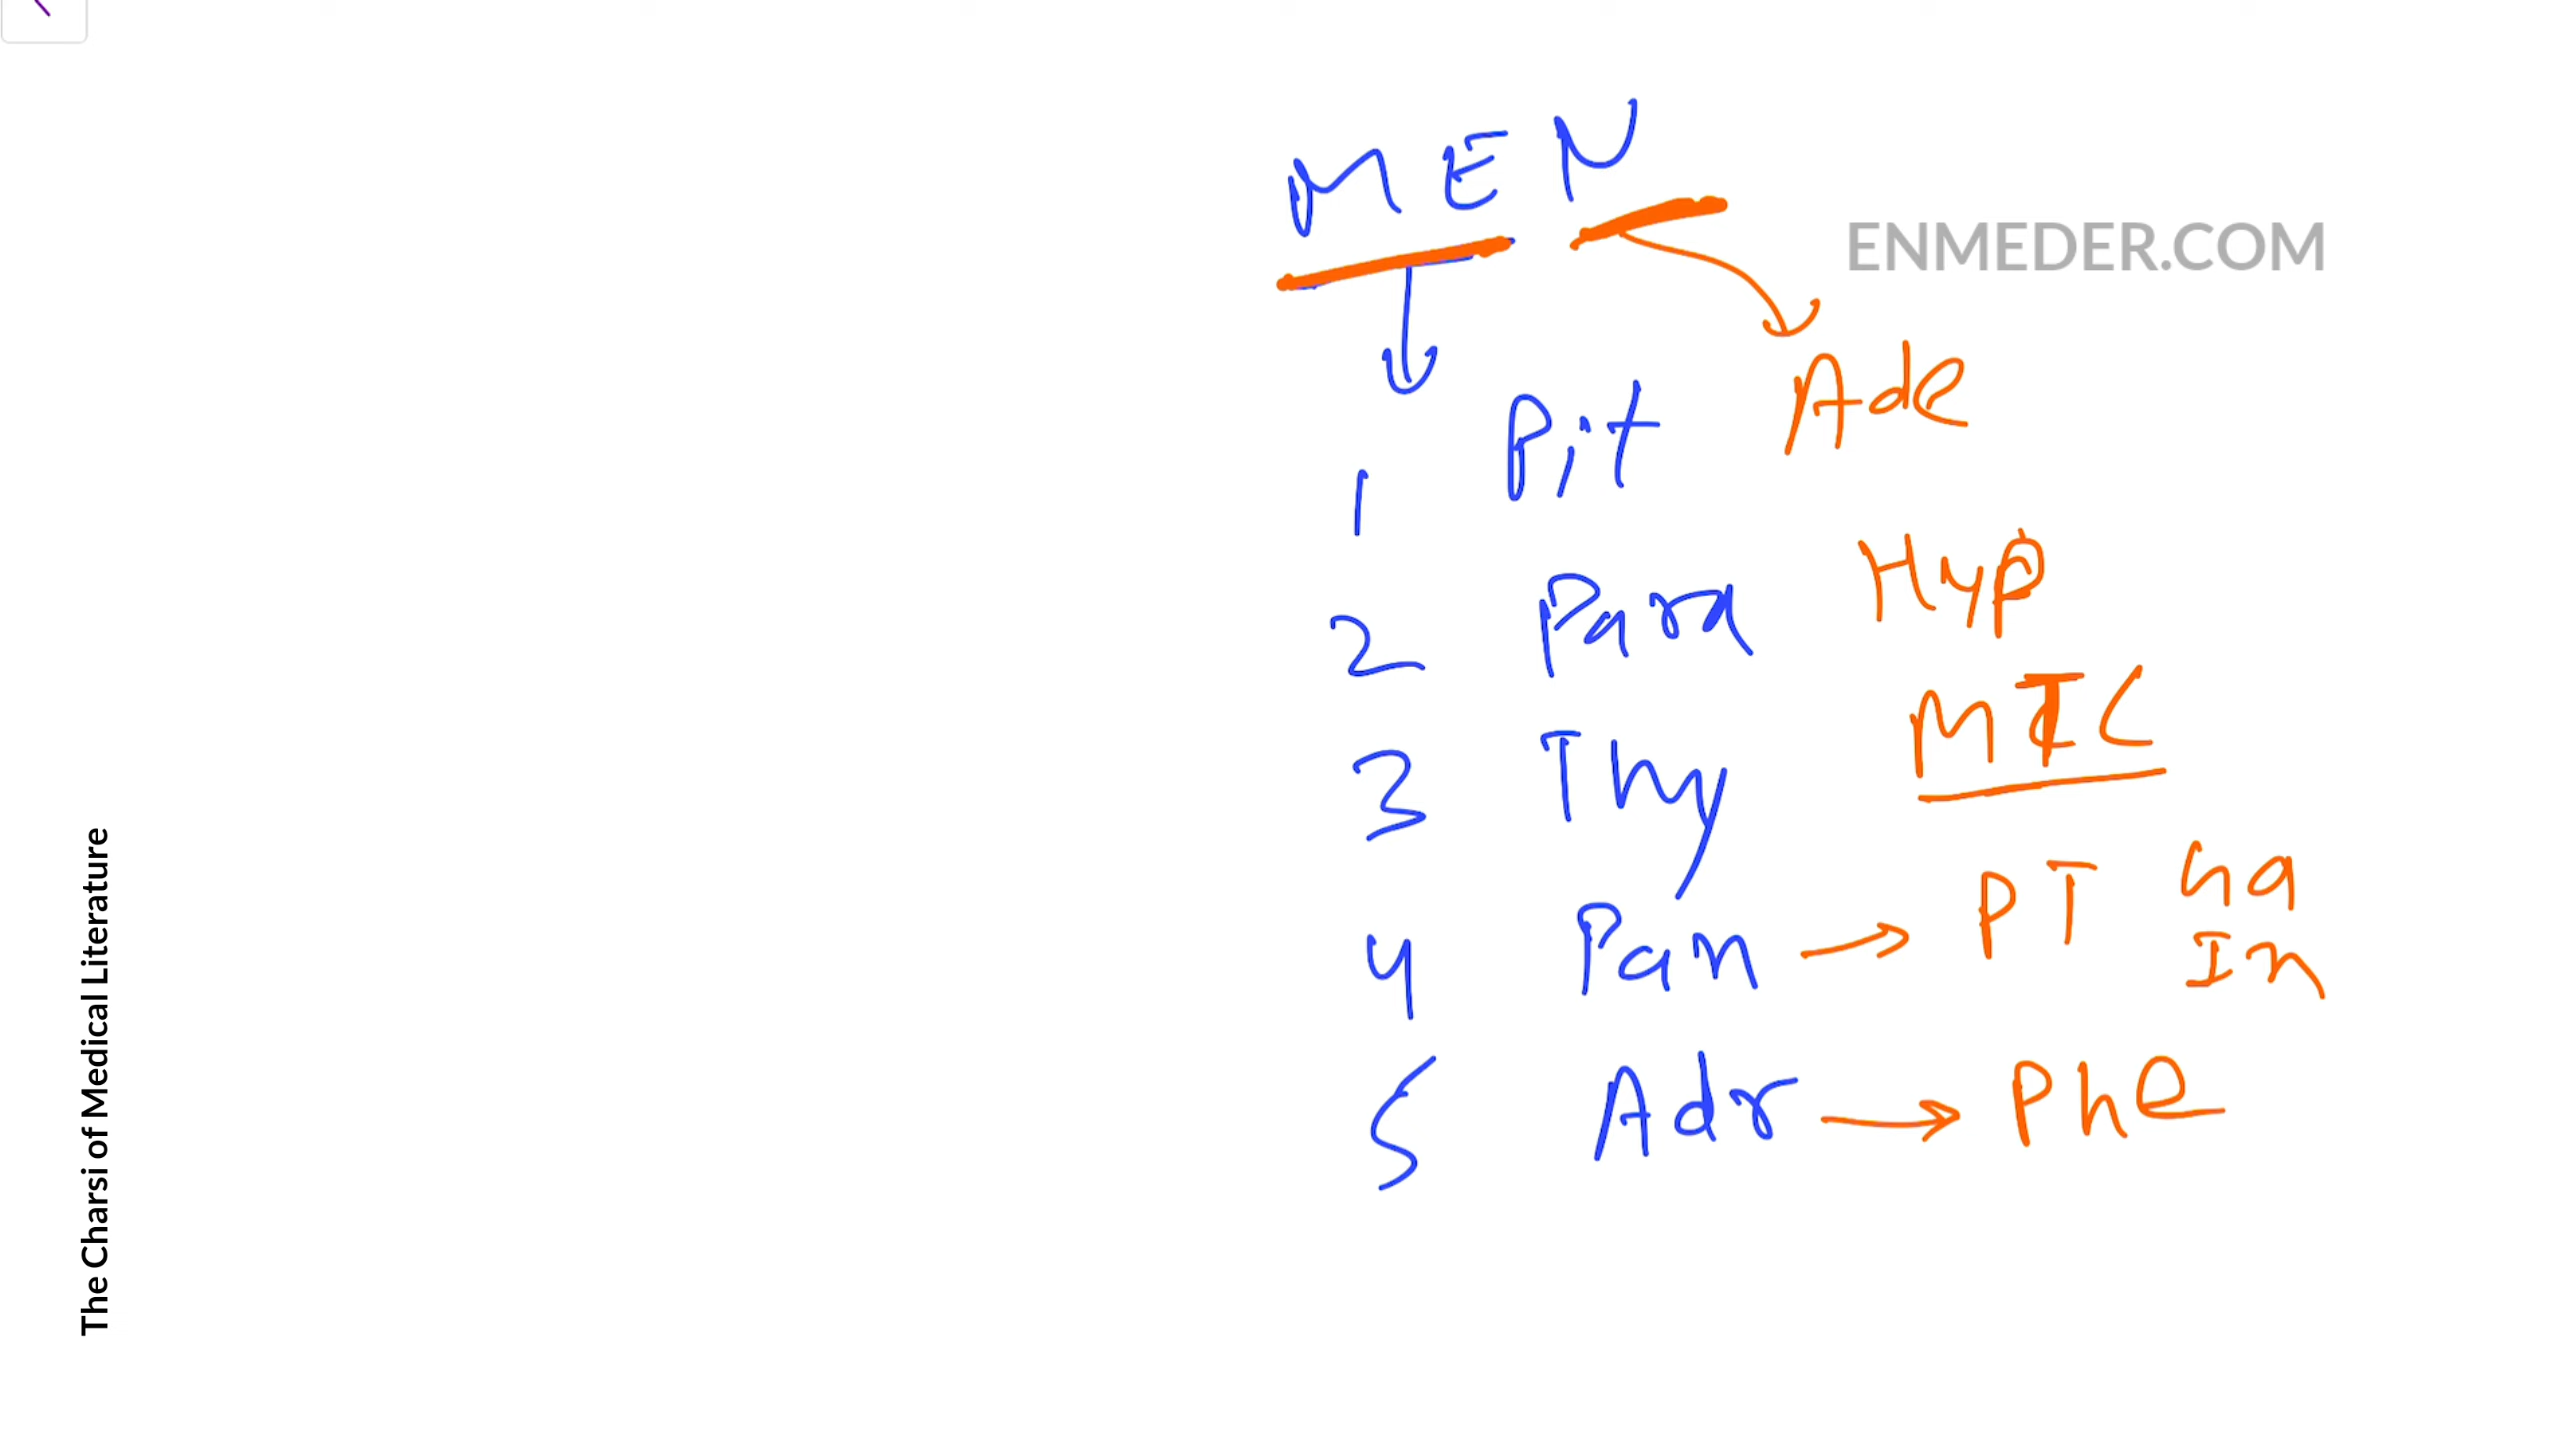 MEN
ENMEDER.COM
1 Pit Ade
2 Para Hyp
3 Thy MTC
4 Pan → PT Ga
In
5 Adr → Phe
The Charsi of Medical Literature